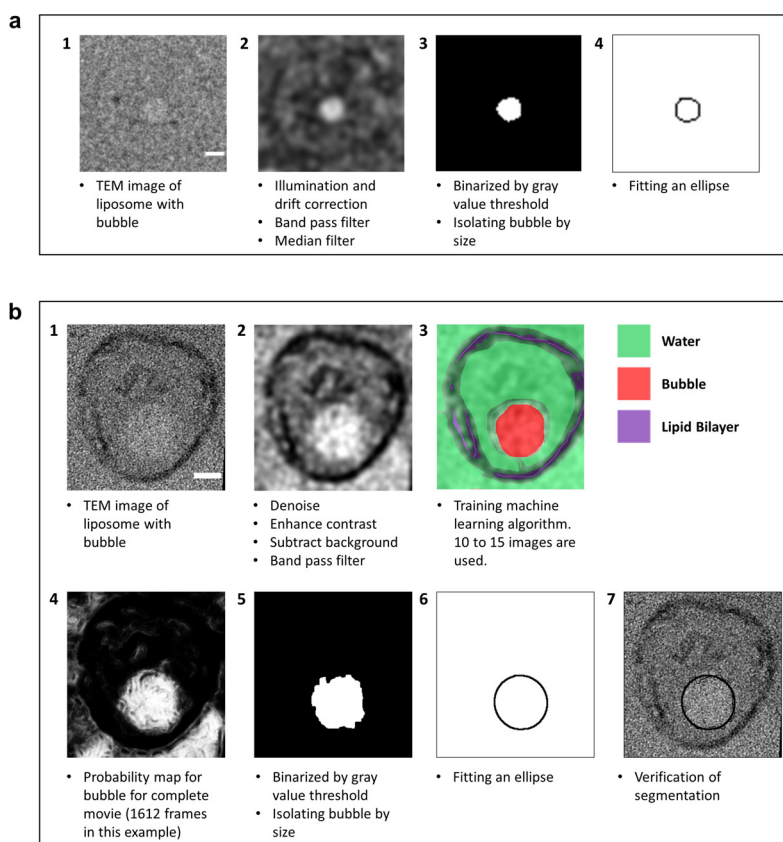 a
1
2
3
4
• TEM image of
liposome with
bubble
• Illumination and
drift correction
• Band pass filter
• Median filter
• Binarized by gray
value threshold
• Isolating bubble by
size
• Fitting an ellipse
b
1
2
3
Water
Bubble
Lipid Bilayer
• TEM image of
liposome with
bubble
• Denoise
• Enhance contrast
• Subtract background
• Band pass filter
• Training machine
learning algorithm.
10 to 15 images are
used.
4
5
6
7
• Probability map for
bubble for complete
movie (1612 frames
in this example)
• Binarized by gray
value threshold
• Isolating bubble by
size
• Fitting an ellipse
• Verification of
segmentation